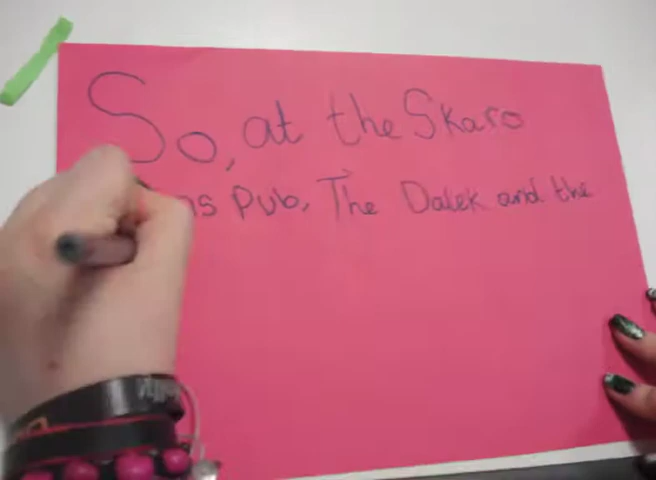 So, at the Skaro
Pub, The Dalek and the